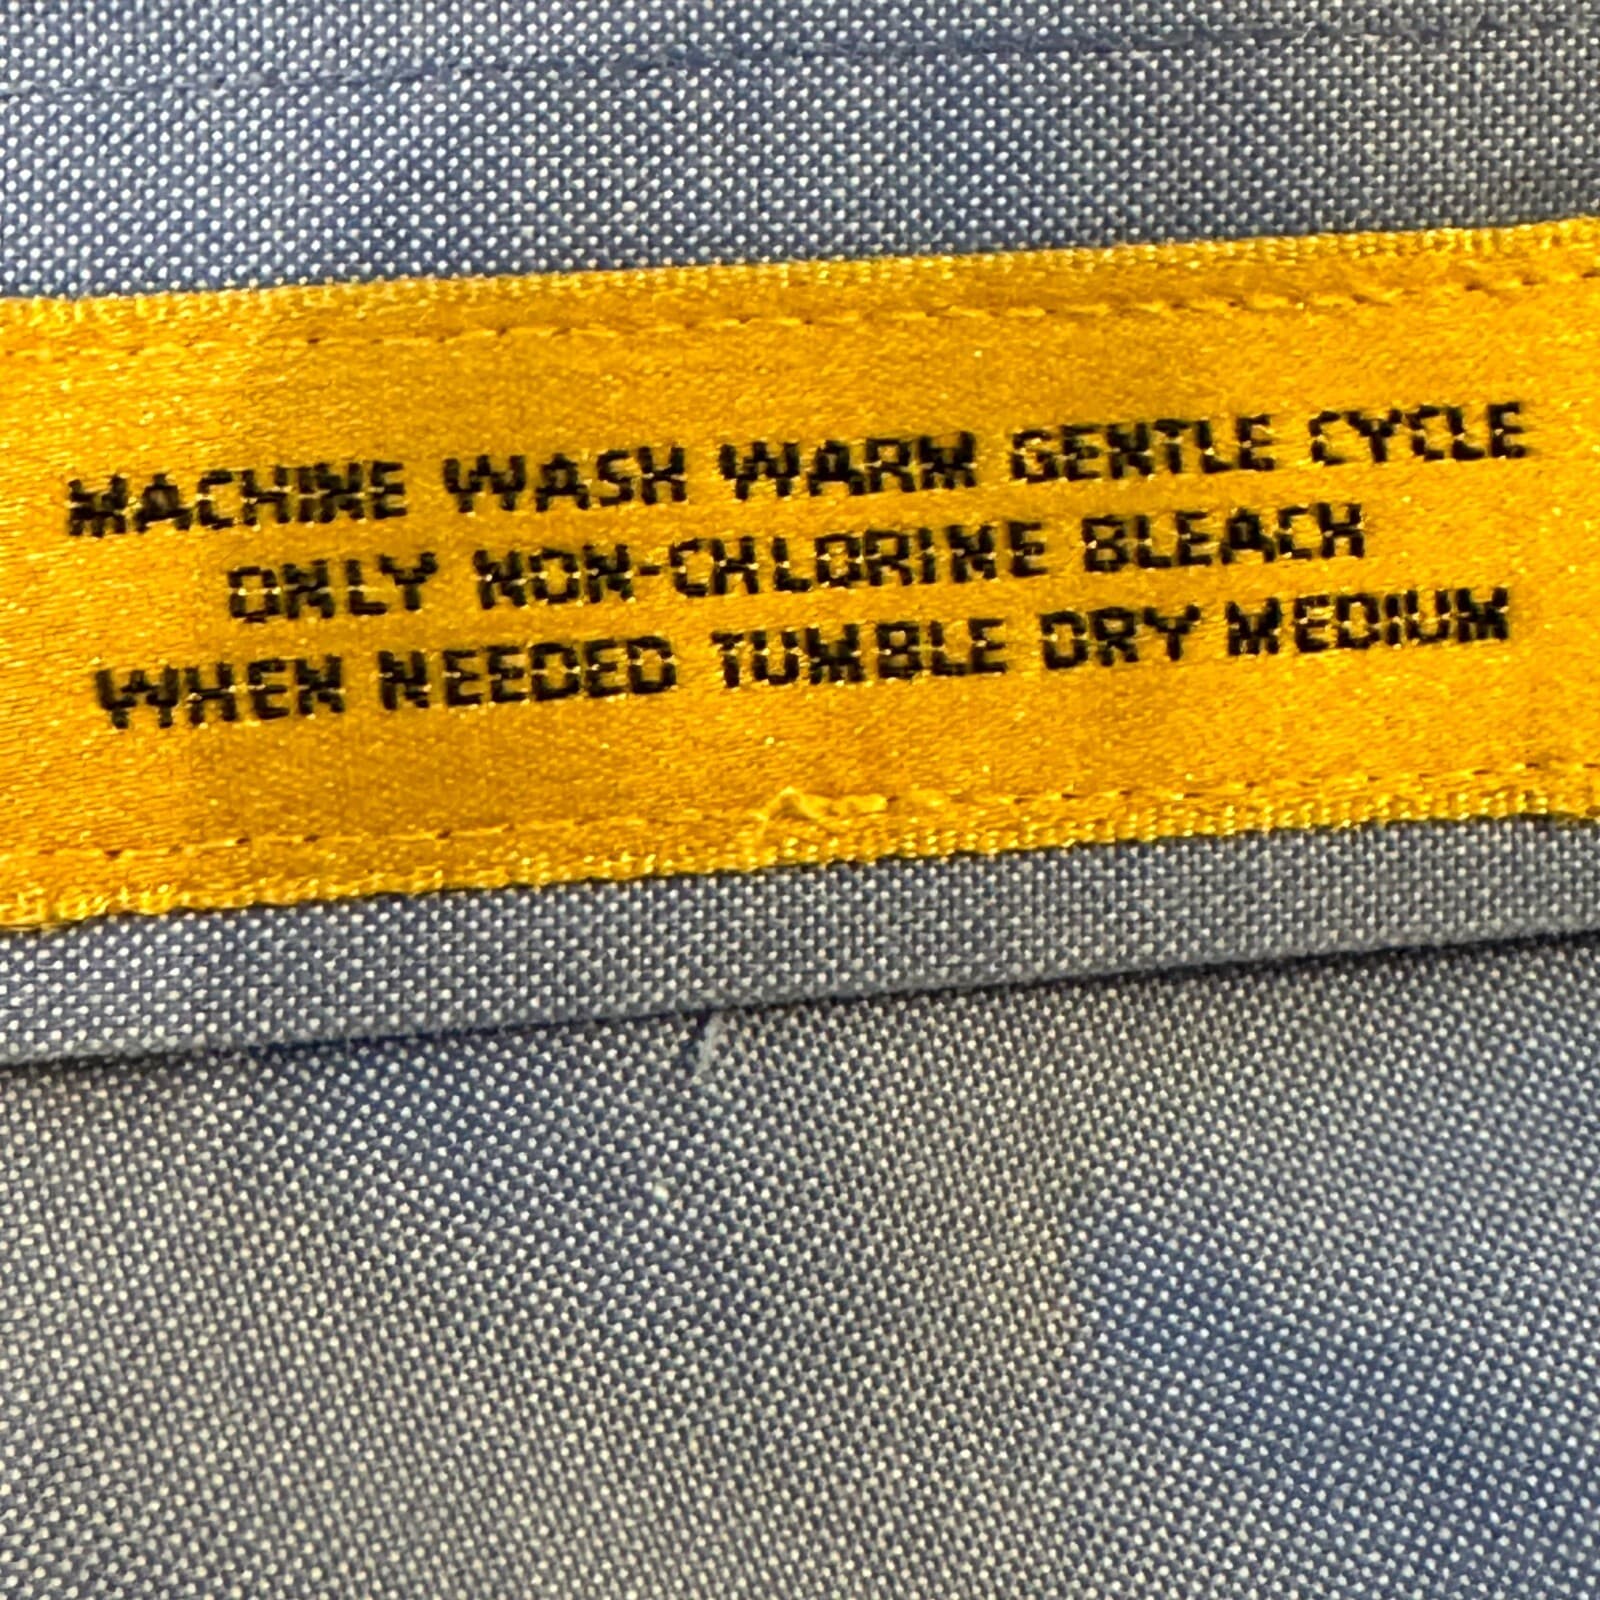 MACHINE WASH WARM GENTLE CYCLE
ONLY NON-CHLORINE BLEACH
WHEN NEEDED TUMBLE DRY MEDIUM